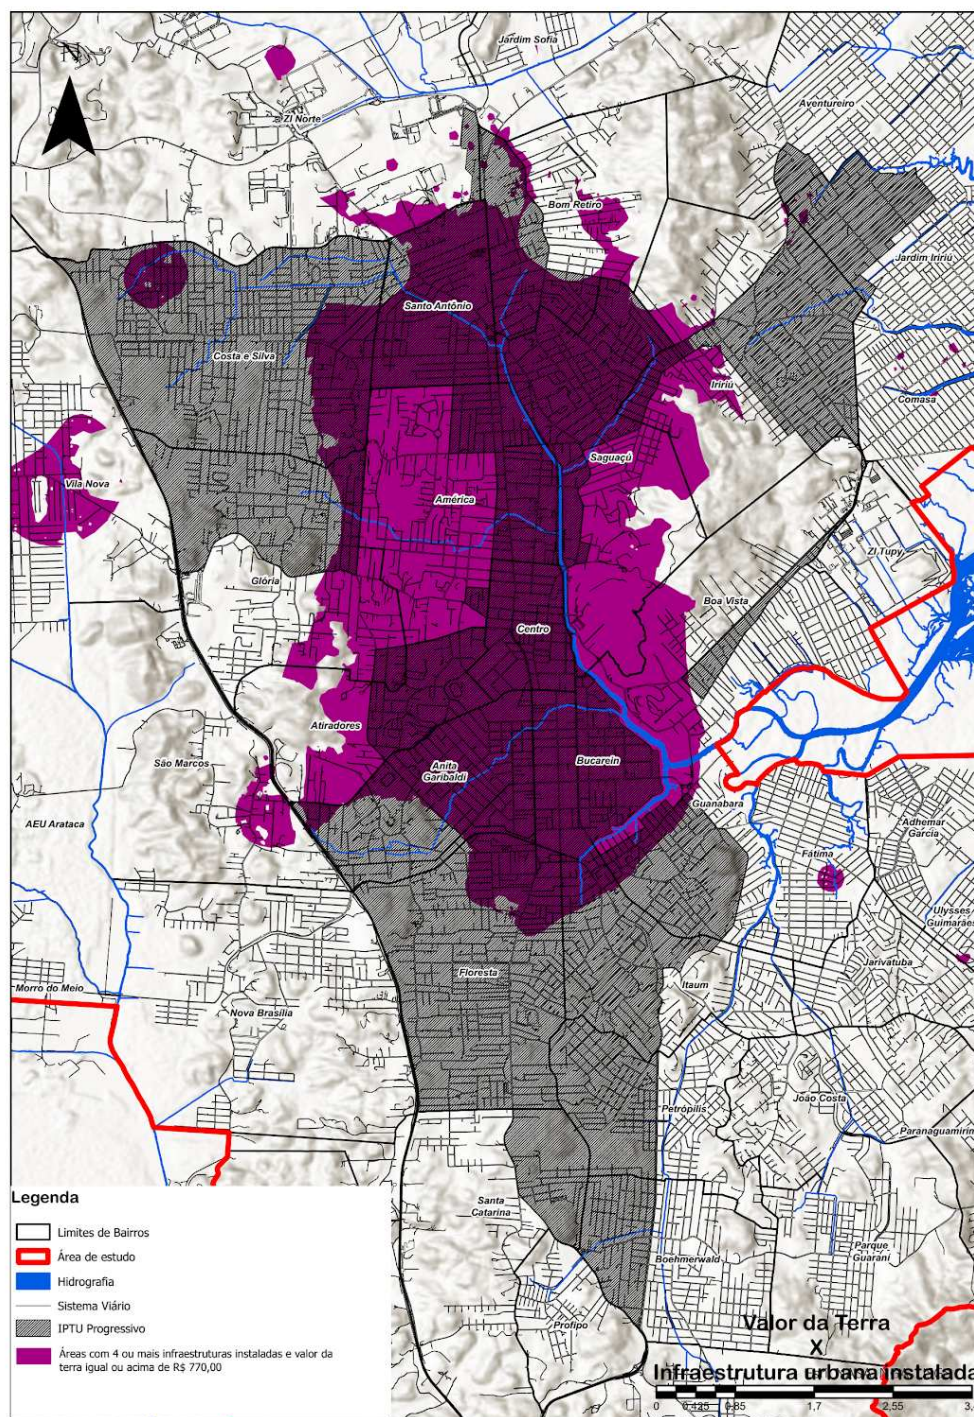 Jardim Sofia
N
ZI Norte
Aventureiro
Bom Retiro
Jardim Iririú
Santo Antônio
Costa e Silva
Iririú
Comasa
Saguaçú
Vila Nova
América
ZI Tupy
Glória
Boa Vista
Centro
Atiradores
São Marcos
Anita
Garibaldi
Bucarein
Guanabara
AEU Arataca
Adhemar
Garcia
Fátima
Ulysses
Guimarães
Jarivatuba
Floresta
Itaum
Morro do Meio
Nova Brasília
João Costa
Petrópilis
Paranaguamirim
Legenda
Santa
Catarina
Limites de Bairros
Área de estudo
Parque
Guaraní
Boehmerwald
Hidrografia
Sistema Viário
Profipo
IPTU Progressivo
Valor da Terra
X
Áreas com 4 ou mais infraestruturas instaladas e valor da
terra igual ou acima de R$ 770,00
Infraestrutura urbana instalada
0 0,425 0,85 1,7 2,55